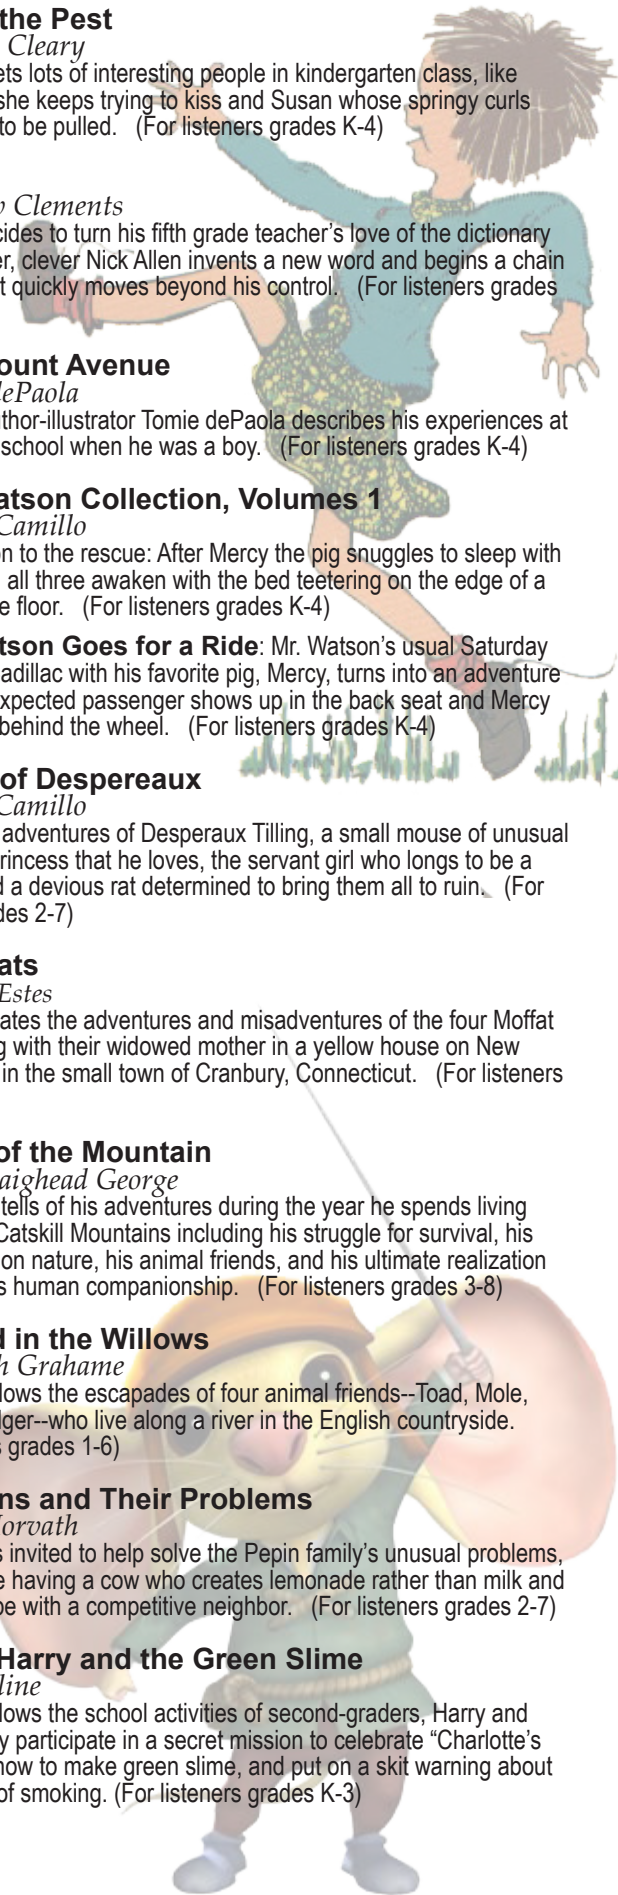 the Pest
Cleary
ets lots of interesting people in kindergarten class, like
she keeps trying to kiss and Susan whose springy curls
to be pulled. (For listeners grades K-4)
Clements
cides to turn his fifth grade teacher's love of the dictionary
er, clever Nick Allen invents a new word and begins a chain
t quickly moves beyond his control. (For listeners grades
ount Avenue
dePaola
thor-illustrator Tomie dePaola describes his experiences at
school when he was a boy. (For listeners grades K-4)
atson Collection, Volumes 1
Camillo
on to the rescue: After Mercy the pig snuggles to sleep with
all three awaken with the bed teetering on the edge of a
e floor. (For listeners grades K-4)
tson Goes for a Ride: Mr. Watson's usual Saturday
adillac with his favorite pig, Mercy, turns into an adventure
expected passenger shows up in the back seat and Mercy
behind the wheel. (For listeners grades K-4)
of Despereaux
Camillo
adventures of Desperaux Tilling, a small mouse of unusual
rincess that he loves, the servant girl who longs to be a
d a devious rat determined to bring them all to ruin. (For
des 2-7)
ats
Estes
ates the adventures and misadventures of the four Moffat
g with their widowed mother in a yellow house on New
in the small town of Cranbury, Connecticut. (For listeners
of the Mountain
aighead George
tells of his adventures during the year he spends living
Catskill Mountains including his struggle for survival, his
on nature, his animal friends, and his ultimate realization
s human companionship. (For listeners grades 3-8)
d in the Willows
h Grahame
lows the escapades of four animal friends--Toad, Mole,
dger--who live along a river in the English countryside.
s grades 1-6)
ns and Their Problems
Horvath
s invited to help solve the Pepin family's unusual problems,
e having a cow who creates lemonade rather than milk and
pe with a competitive neighbor. (For listeners grades 2-7)
Harry and the Green Slime
line
lows the school activities of second-graders, Harry and
y participate in a secret mission to celebrate "Charlotte's
how to make green slime, and put on a skit warning about
of smoking. (For listeners grades K-3)